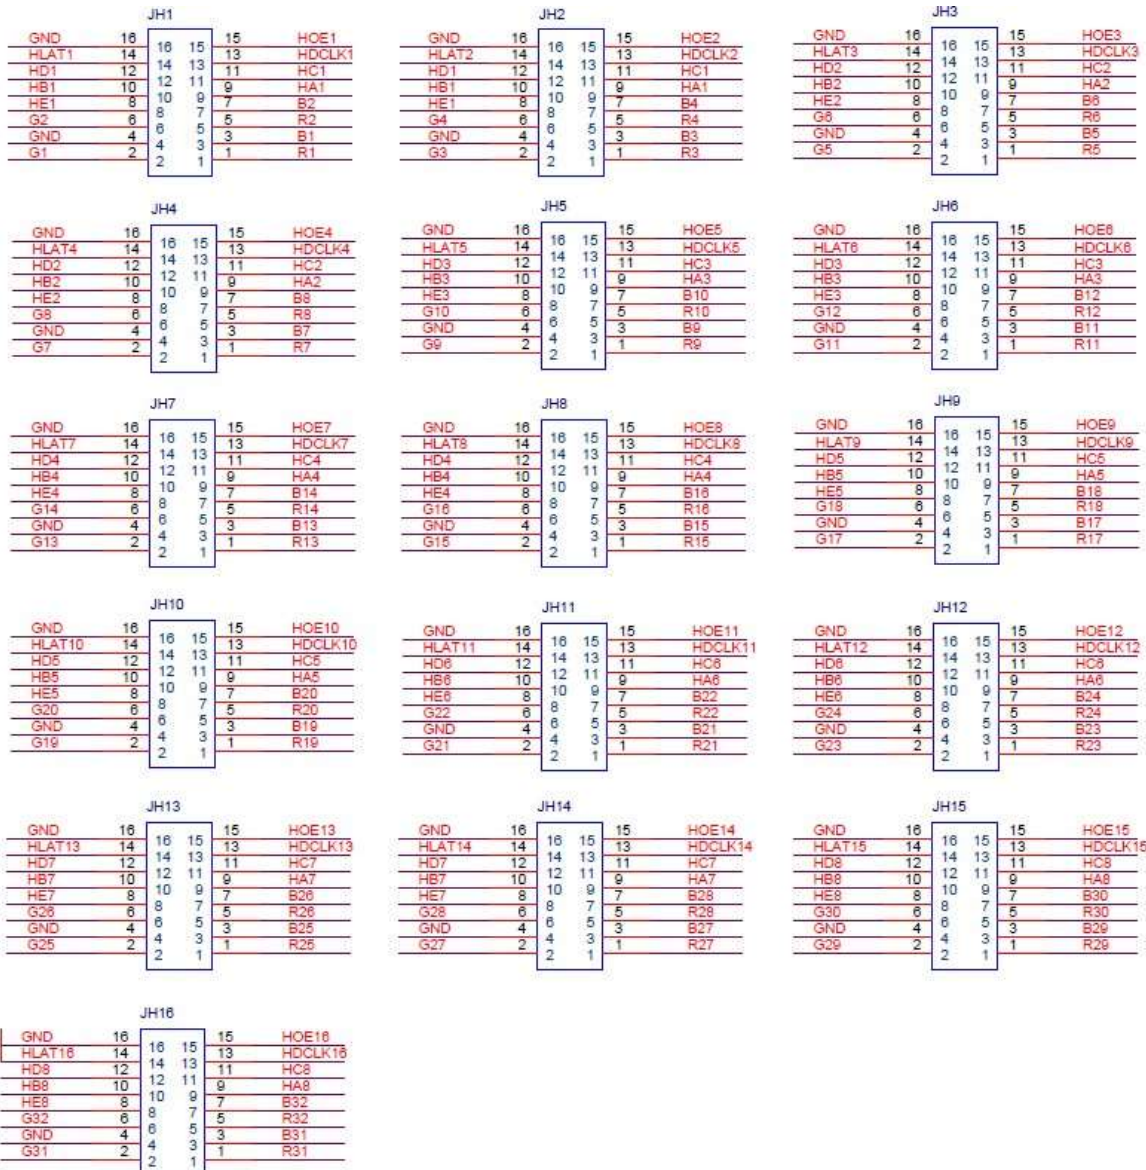 JH1
GND 16 16 15 15 HOE1
HLAT1 14 14 13 13 HDCLK1
HD1 12 12 11 11 HC1
HB1 10 10 9 9 HA1
HE1 8 8 7 7 B2
G2 6 6 5 5 R2
GND 4 4 3 3 B1
G1 2 2 1 1 R1
JH2
GND 16 16 15 15 HOE2
HLAT2 14 14 13 13 HDCLK2
HD1 12 12 11 11 HC1
HB1 10 10 9 9 HA1
HE1 8 8 7 7 B4
G4 6 6 5 5 R4
GND 4 4 3 3 B3
G3 2 2 1 1 R3
JH3
GND 16 16 15 15 HOE3
HLAT3 14 14 13 13 HDCLK3
HD2 12 12 11 11 HC2
HB2 10 10 9 9 HA2
HE2 8 8 7 7 B6
G6 6 6 5 5 R6
GND 4 4 3 3 B5
G5 2 2 1 1 R5
JH4
GND 16 16 15 15 HOE4
HLAT4 14 14 13 13 HDCLK4
HD2 12 12 11 11 HC2
HB2 10 10 9 9 HA2
HE2 8 8 7 7 B8
G8 6 6 5 5 R8
GND 4 4 3 3 B7
G7 2 2 1 1 R7
JH5
GND 16 16 15 15 HOE5
HLAT5 14 14 13 13 HDCLK5
HD3 12 12 11 11 HC3
HB3 10 10 9 9 HA3
HE3 8 8 7 7 B10
G10 6 6 5 5 R10
GND 4 4 3 3 B9
G9 2 2 1 1 R9
JH6
GND 16 16 15 15 HOE6
HLAT6 14 14 13 13 HDCLK6
HD3 12 12 11 11 HC3
HB3 10 10 9 9 HA3
HE3 8 8 7 7 B12
G12 6 6 5 5 R12
GND 4 4 3 3 B11
G11 2 2 1 1 R11
JH7
GND 16 16 15 15 HOE7
HLAT7 14 14 13 13 HDCLK7
HD4 12 12 11 11 HC4
HB4 10 10 9 9 HA4
HE4 8 8 7 7 B14
G14 6 6 5 5 R14
GND 4 4 3 3 B13
G13 2 2 1 1 R13
JH8
GND 16 16 15 15 HOE8
HLAT8 14 14 13 13 HDCLK8
HD4 12 12 11 11 HC4
HB4 10 10 9 9 HA4
HE4 8 8 7 7 B16
G16 6 6 5 5 R16
GND 4 4 3 3 B15
G15 2 2 1 1 R15
JH9
GND 16 16 15 15 HOE9
HLAT9 14 14 13 13 HDCLK9
HD5 12 12 11 11 HC5
HB5 10 10 9 9 HA5
HE5 8 8 7 7 B18
G18 6 6 5 5 R18
GND 4 4 3 3 B17
G17 2 2 1 1 R17
JH10
GND 16 16 15 15 HOE10
HLAT10 14 14 13 13 HDCLK10
HD5 12 12 11 11 HC5
HB5 10 10 9 9 HA5
HE5 8 8 7 7 B20
G20 6 6 5 5 R20
GND 4 4 3 3 B19
G19 2 2 1 1 R19
JH11
GND 16 16 15 15 HOE11
HLAT11 14 14 13 13 HDCLK11
HD6 12 12 11 11 HC6
HB6 10 10 9 9 HA6
HE6 8 8 7 7 B22
G22 6 6 5 5 R22
GND 4 4 3 3 B21
G21 2 2 1 1 R21
JH12
GND 16 16 15 15 HOE12
HLAT12 14 14 13 13 HDCLK12
HD6 12 12 11 11 HC6
HB6 10 10 9 9 HA6
HE6 8 8 7 7 B24
G24 6 6 5 5 R24
GND 4 4 3 3 B23
G23 2 2 1 1 R23
JH13
GND 16 16 15 15 HOE13
HLAT13 14 14 13 13 HDCLK13
HD7 12 12 11 11 HC7
HB7 10 10 9 9 HA7
HE7 8 8 7 7 B26
G26 6 6 5 5 R26
GND 4 4 3 3 B25
G25 2 2 1 1 R25
JH14
GND 16 16 15 15 HOE14
HLAT14 14 14 13 13 HDCLK14
HD7 12 12 11 11 HC7
HB7 10 10 9 9 HA7
HE7 8 8 7 7 B28
G28 6 6 5 5 R28
GND 4 4 3 3 B27
G27 2 2 1 1 R27
JH15
GND 16 16 15 15 HOE15
HLAT15 14 14 13 13 HDCLK15
HD8 12 12 11 11 HC8
HB8 10 10 9 9 HA8
HE8 8 8 7 7 B30
G30 6 6 5 5 R30
GND 4 4 3 3 B29
G29 2 2 1 1 R29
JH16
GND 16 16 15 15 HOE16
HLAT16 14 14 13 13 HDCLK16
HD8 12 12 11 11 HC8
HB8 10 10 9 9 HA8
HE8 8 8 7 7 B32
G32 6 6 5 5 R32
GND 4 4 3 3 B31
G31 2 2 1 1 R31